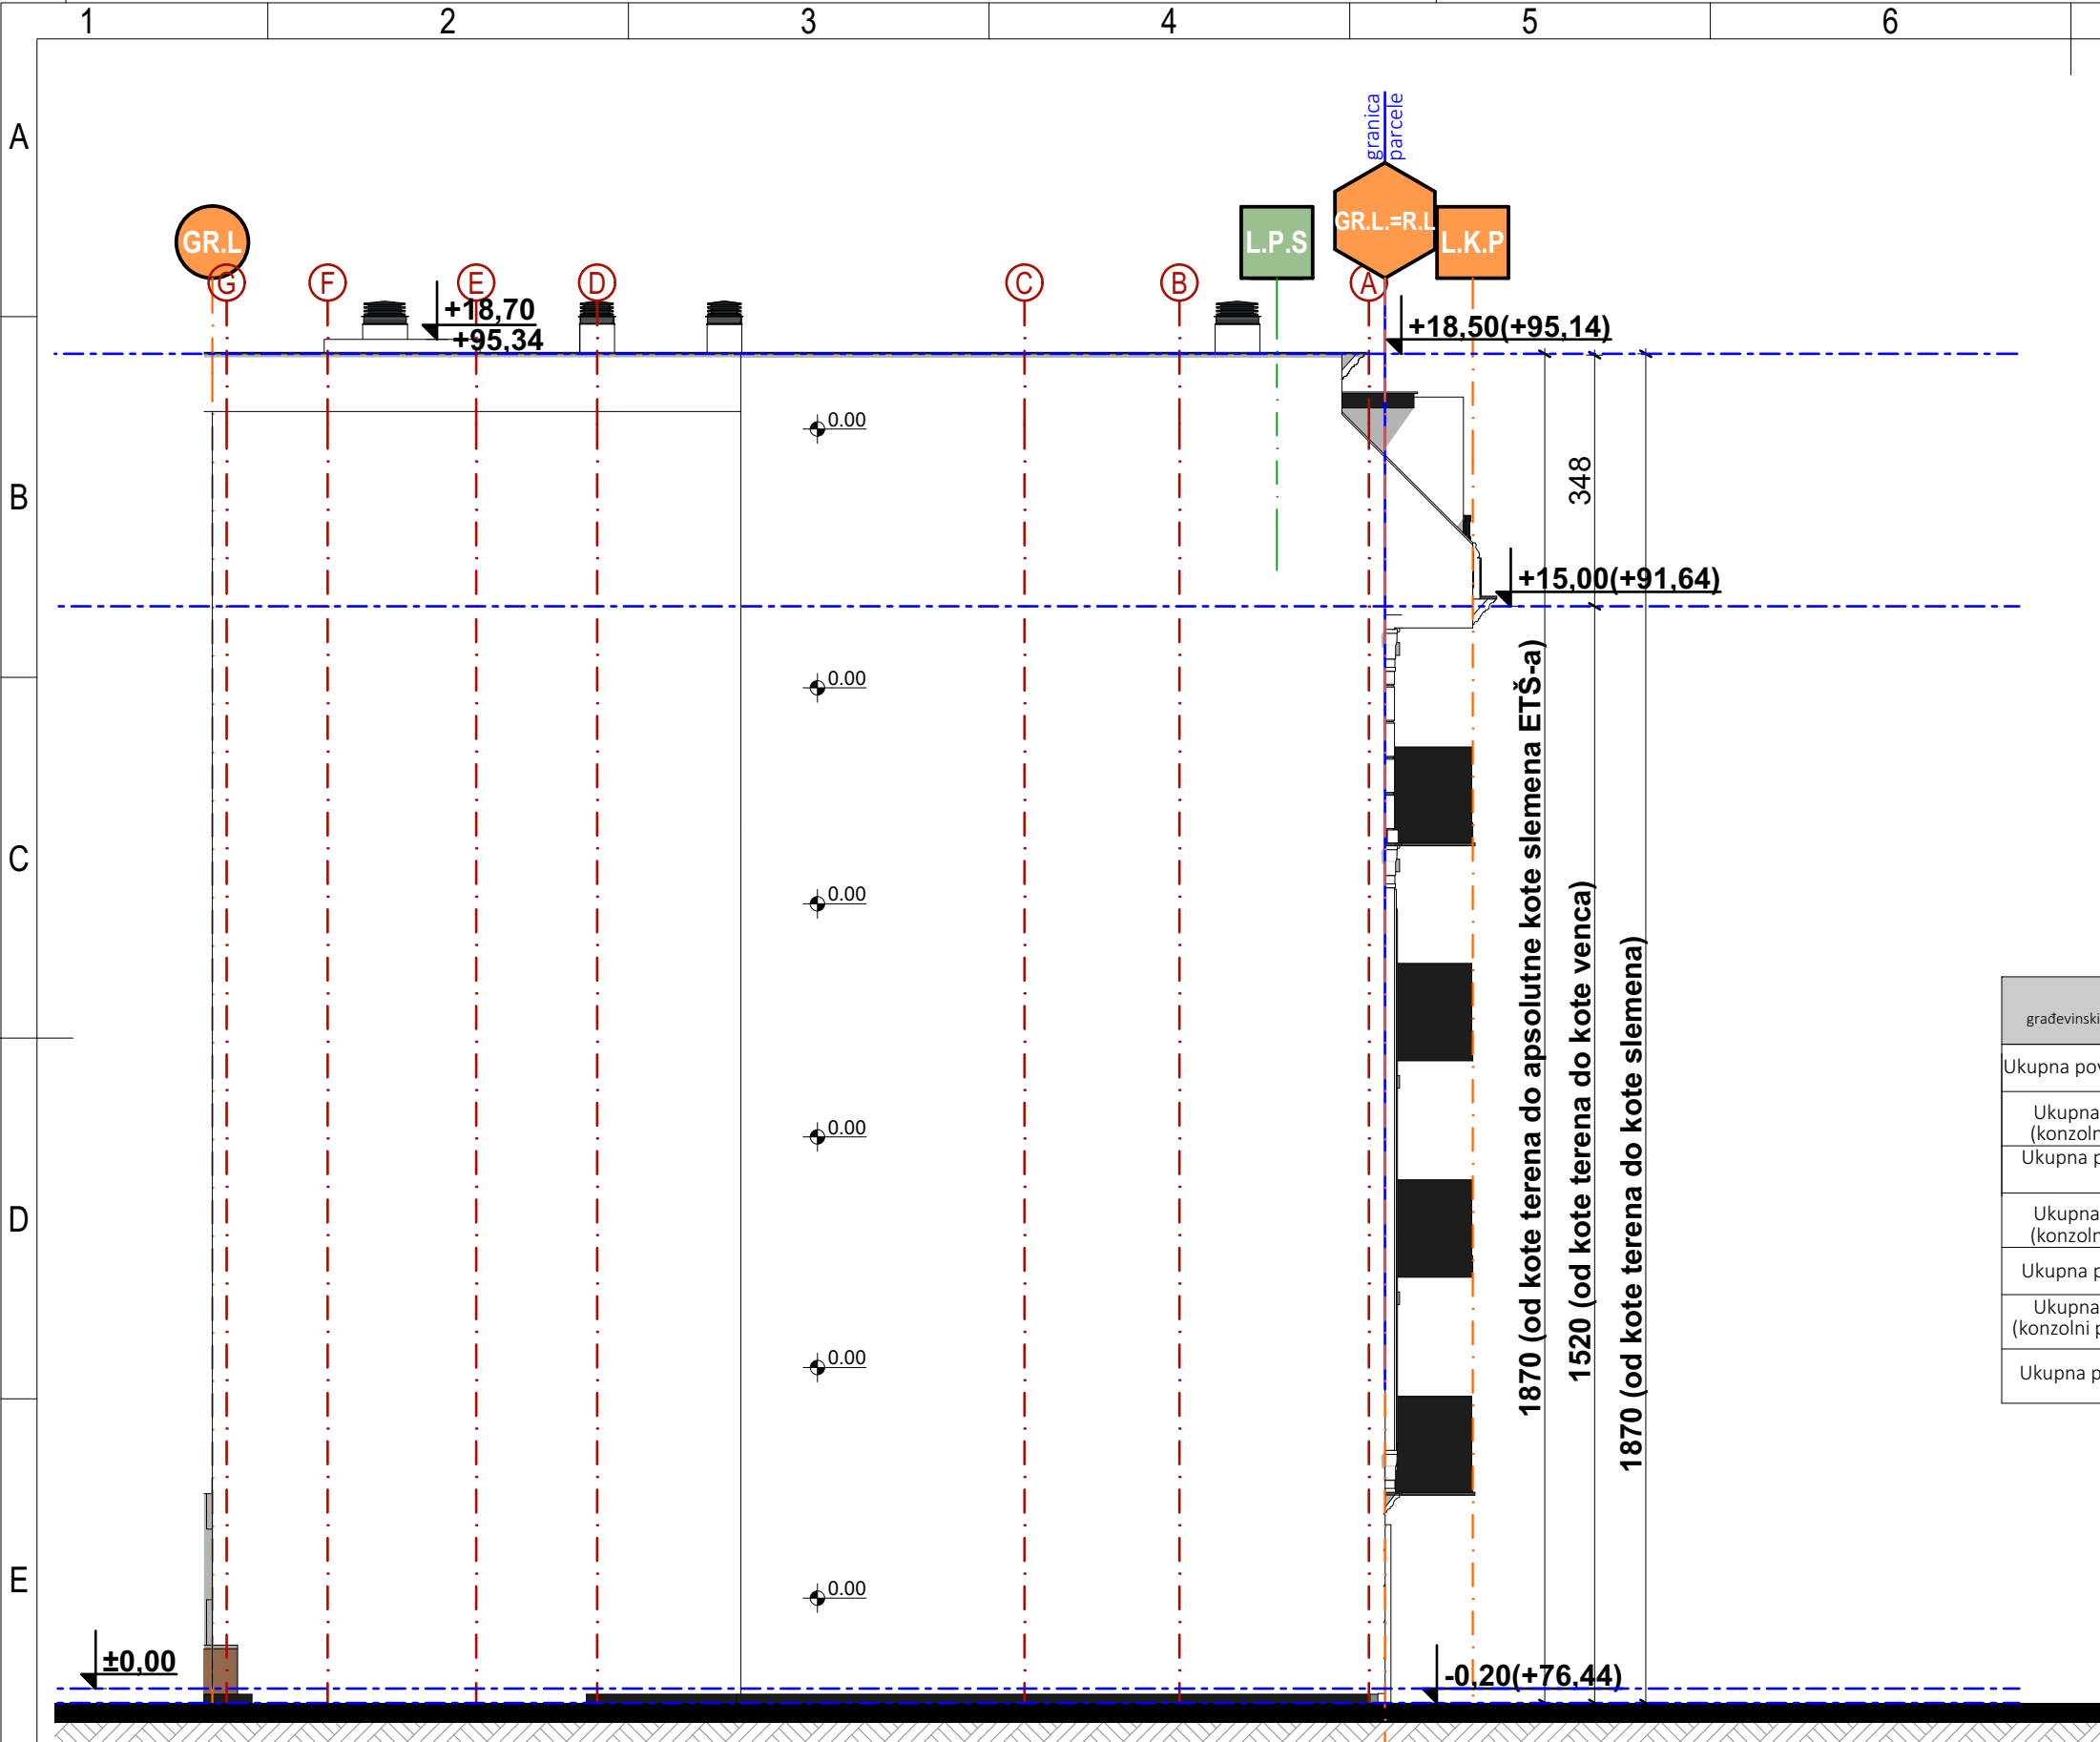 1 2 3 4 5 6
A
B
C
D
E
granica
parcele
GR.L
L.P.S
GR.L.=R.L
L.K.P
G F E D C B A
+18,70
+95,34
+18,50(+95,14)
0.00
348
+15,00(+91,64)
0.00
0.00
0.00
0.00
0.00
1870 (od kote terena do apsolutne kote slemena ETŠ-a)
1520 (od kote terena do kote venca)
1870 (od kote terena do kote slemena)
±0,00
-0,20(+76,44)
građevinski
Ukupna pov
Ukupna
(konzoln
Ukupna p
Ukupna
(konzoln
Ukupna p
Ukupna
(konzolni p
Ukupna p